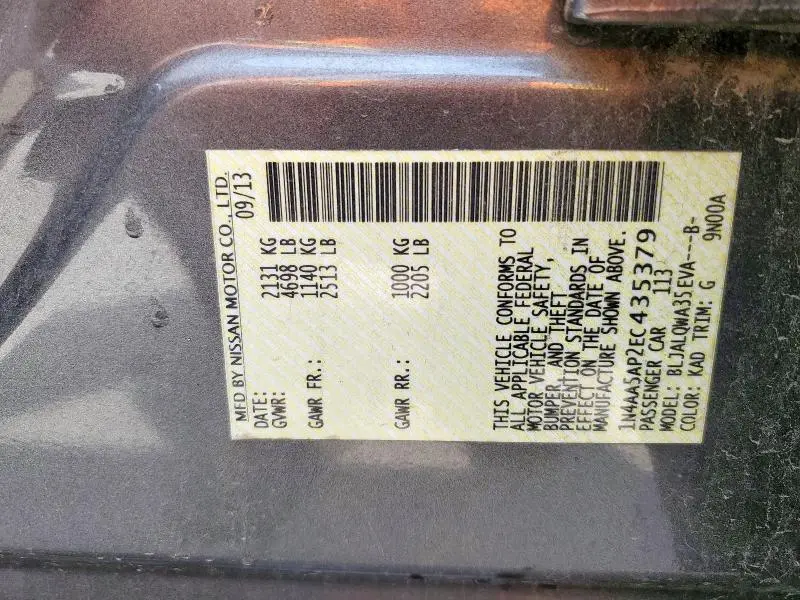 MFD BY NISSAN MOTOR CO., LTD.
DATE: 09/13
GVWR: 2131 KG
4698 LB
GAWR FR.: 1140 KG
2513 LB
GAWR RR.: 1000 KG
2205 LB
THIS VEHICLE CONFORMS TO
ALL APPLICABLE FEDERAL
MOTOR VEHICLE SAFETY,
BUMPER, AND THEFT
PREVENTION STANDARDS IN
EFFECT ON THE DATE OF
MANUFACTURE SHOWN ABOVE.
1N4AA5AP2EC435379
PASSENGER CAR 113
MODEL: BLJALQWA35EVA----B-
COLOR: KAD TRIM: G 9N00A